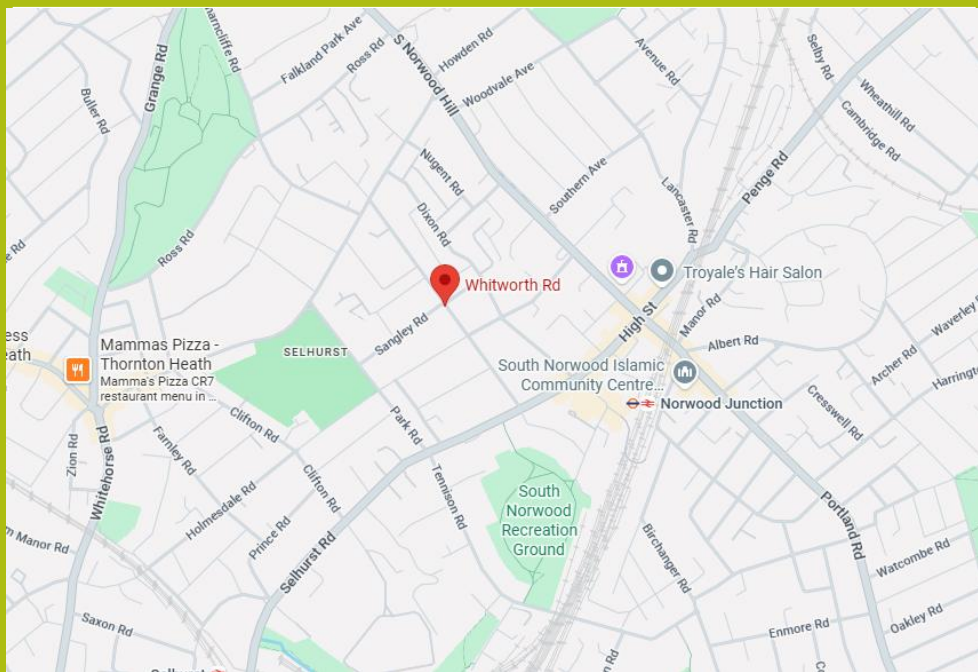 Grange Rd
Falkland Park Ave
Ross Rd
S Norwood Hill
Howden Rd
Woodvale Ave
Avenue Rd
Selby Rd
Wheathill Rd
Cambridge Rd
Penge Rd
Buller Rd
Nugent Rd
Southern Ave
Lancaster Rd
Dixon Rd
Ross Rd
Whitworth Rd
Troyale's Hair Salon
Manor Rd
High St
Sangley Rd
SELHURST
Albert Rd
Waverley
Archer Rd
Harring
Mammas Pizza -
Thornton Heath
Mamma's Pizza CR7
restaurant menu in ...
South Norwood Islamic
Community Centre...
Norwood Junction
Cresswell Rd
Clifton Rd
Park Rd
Farnley Rd
Zion Rd
Whitehorse Rd
Clifton Rd
Tennison Rd
Holmesdale Rd
Prince Rd
Selhurst Rd
South
Norwood
Recreation
Ground
Portland Rd
Birchanger Rd
Watcombe Rd
Manor Rd
Saxon Rd
Enmore Rd
Oakley Rd